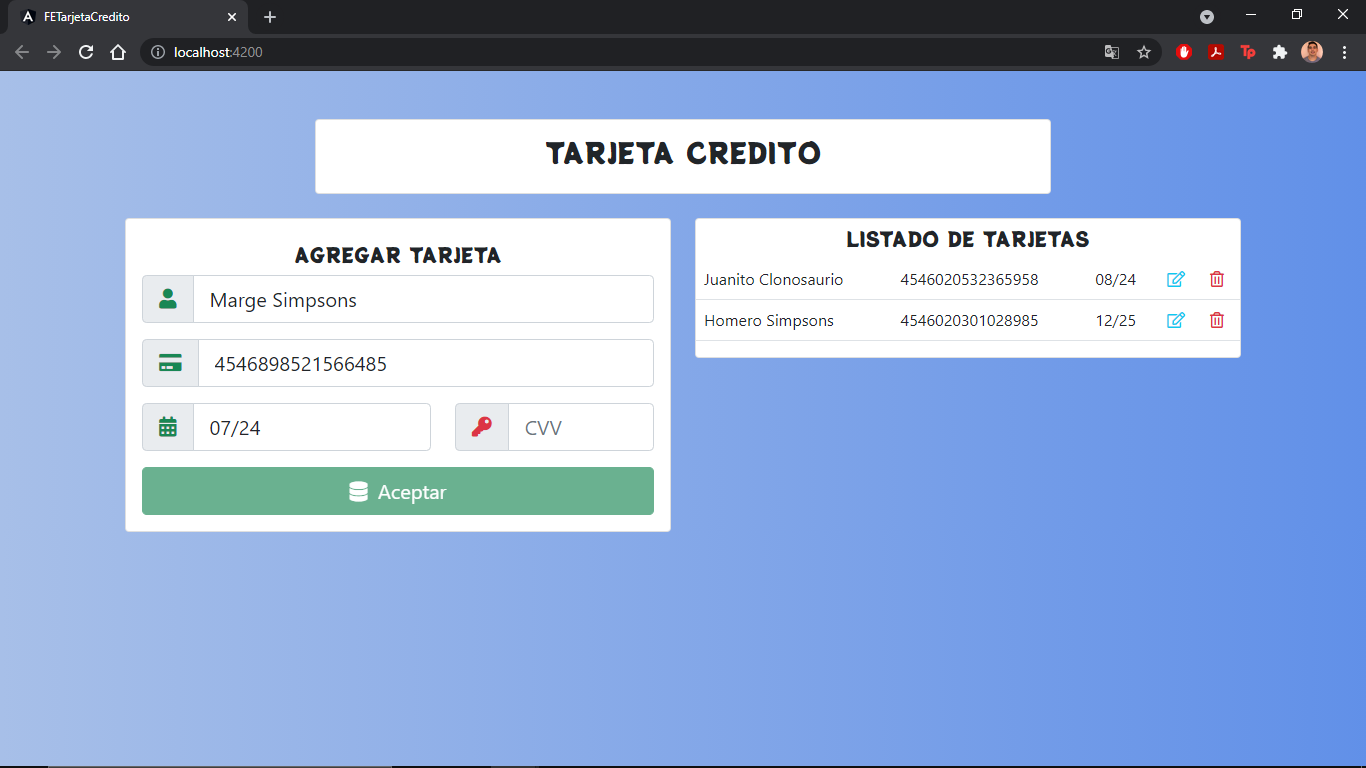 FETarjetaCredito
localhost:4200
TARJETA CREDITO
AGREGAR TARJETA
Marge Simpsons
4546898521566485
07/24
CVV
Aceptar
LISTADO DE TARJETAS
Juanito Clonosaurio 4546020532365958 08/24
Homero Simpsons 4546020301028985 12/25